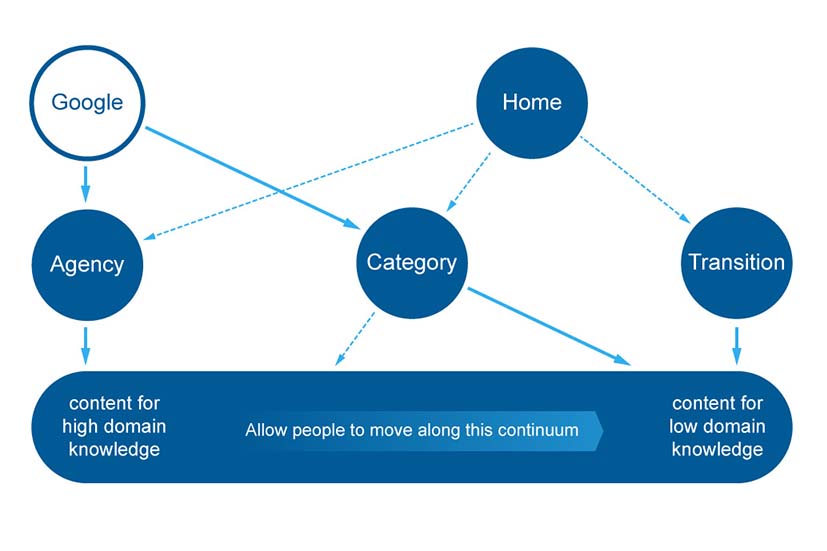 Google
Home
Agency
Category
Transition
content for
high domain
knowledge
Allow people to move along this continuum
content for
low domain
knowledge